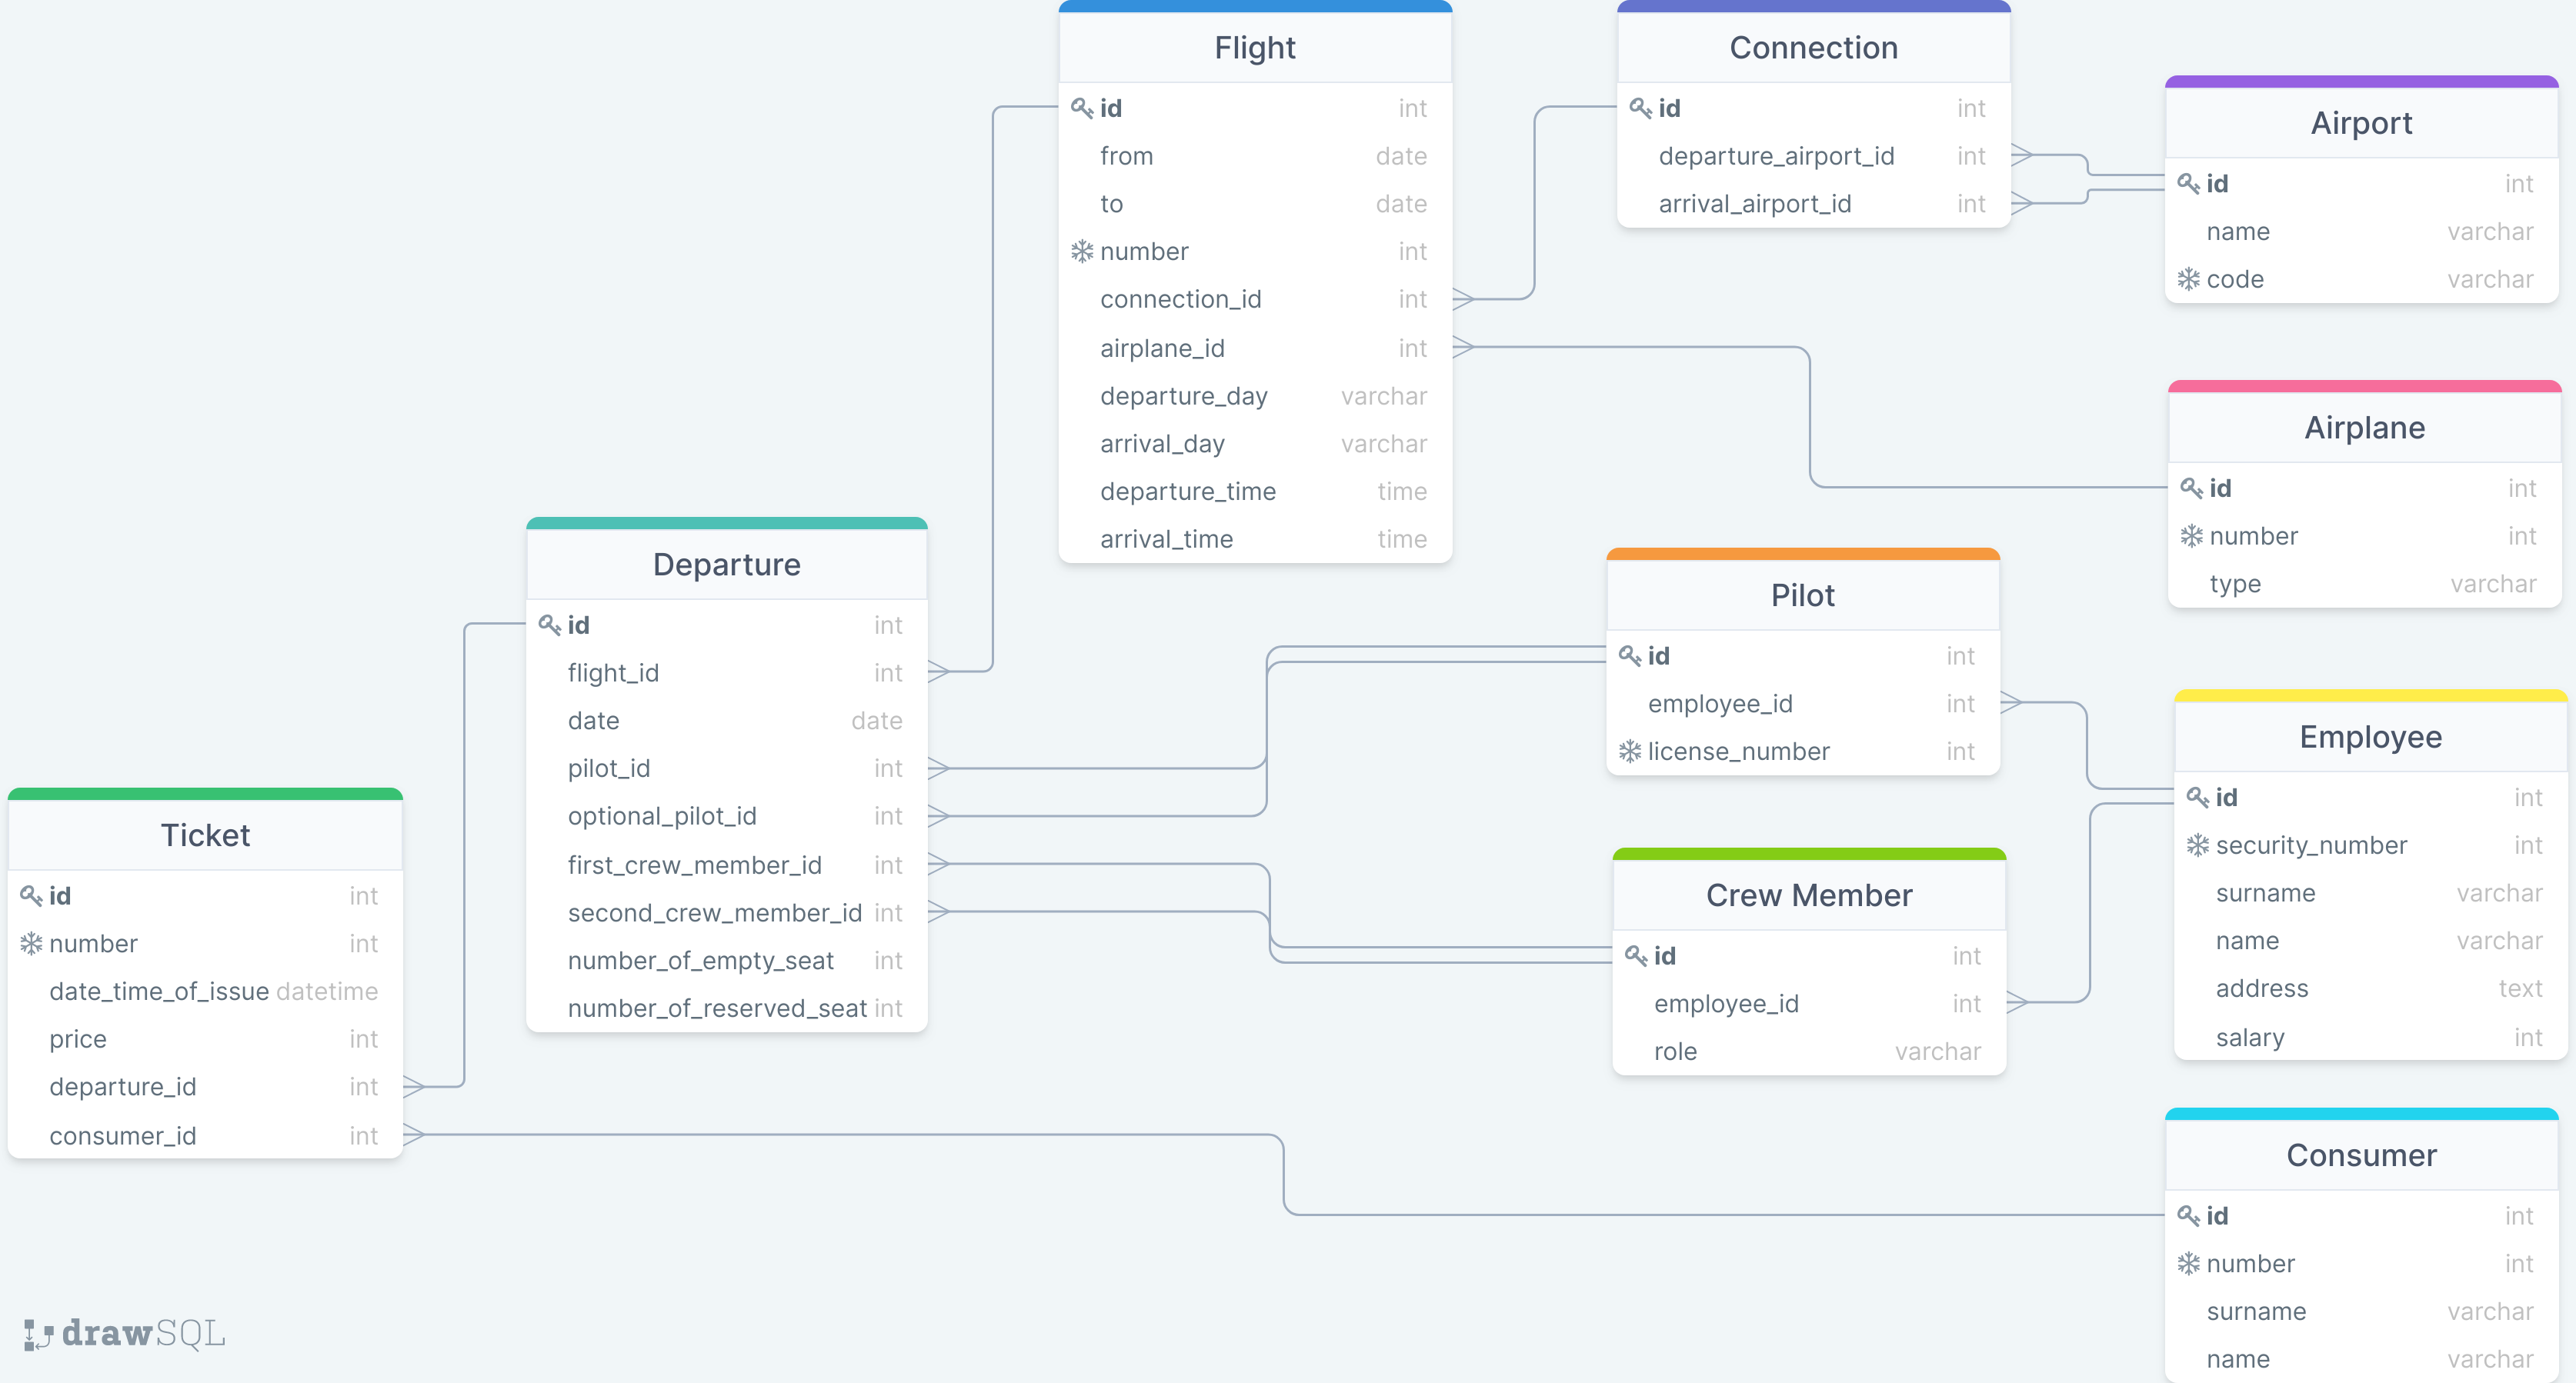 Flight
id int
from date
to date
number int
connection_id int
airplane_id int
departure_day varchar
arrival_day varchar
departure_time time
arrival_time time
Connection
id int
departure_airport_id int
arrival_airport_id int
Airport
id int
name varchar
code varchar
Airplane
id int
number int
type varchar
Departure
id int
flight_id int
date date
pilot_id int
optional_pilot_id int
first_crew_member_id int
second_crew_member_id int
number_of_empty_seat int
number_of_reserved_seat int
Pilot
id int
employee_id int
license_number int
Employee
id int
security_number int
surname varchar
name varchar
address text
salary int
Ticket
id int
number int
date_time_of_issue datetime
price int
departure_id int
consumer_id int
Crew Member
id int
employee_id int
role varchar
Consumer
id int
number int
surname varchar
name varchar
drawSQL